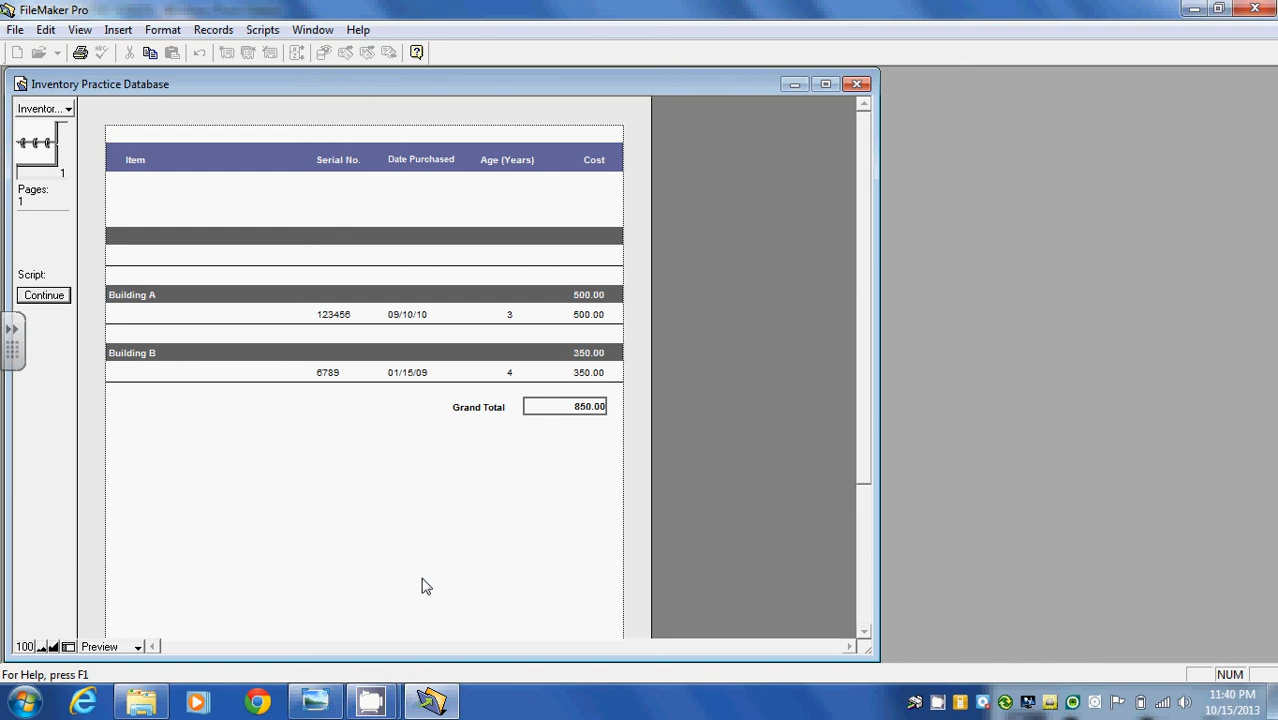 FileMaker Pro
File Edit View Insert Format Records Scripts Window Help
Inventory Practice Database
Inventor...
1
Pages:
1
Script:
Continue
Item Serial No. Date Purchased Age (Years) Cost
Building A 500.00
123456 09/10/10 3 500.00
Building B 350.00
6789 01/15/09 4 350.00
Grand Total 850.00
100 Preview
For Help, press F1 NUM
11:40 PM
10/15/2013